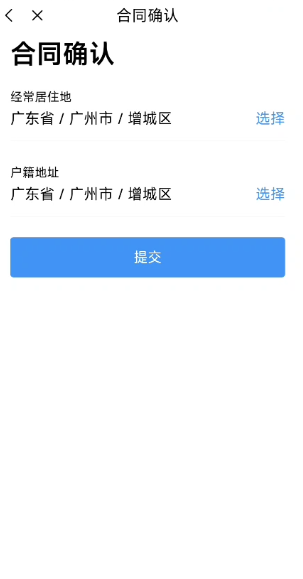 合同确认
合同确认
经常居住地
广东省 / 广州市 / 增城区 选择
户籍地址
广东省 / 广州市 / 增城区 选择
提交